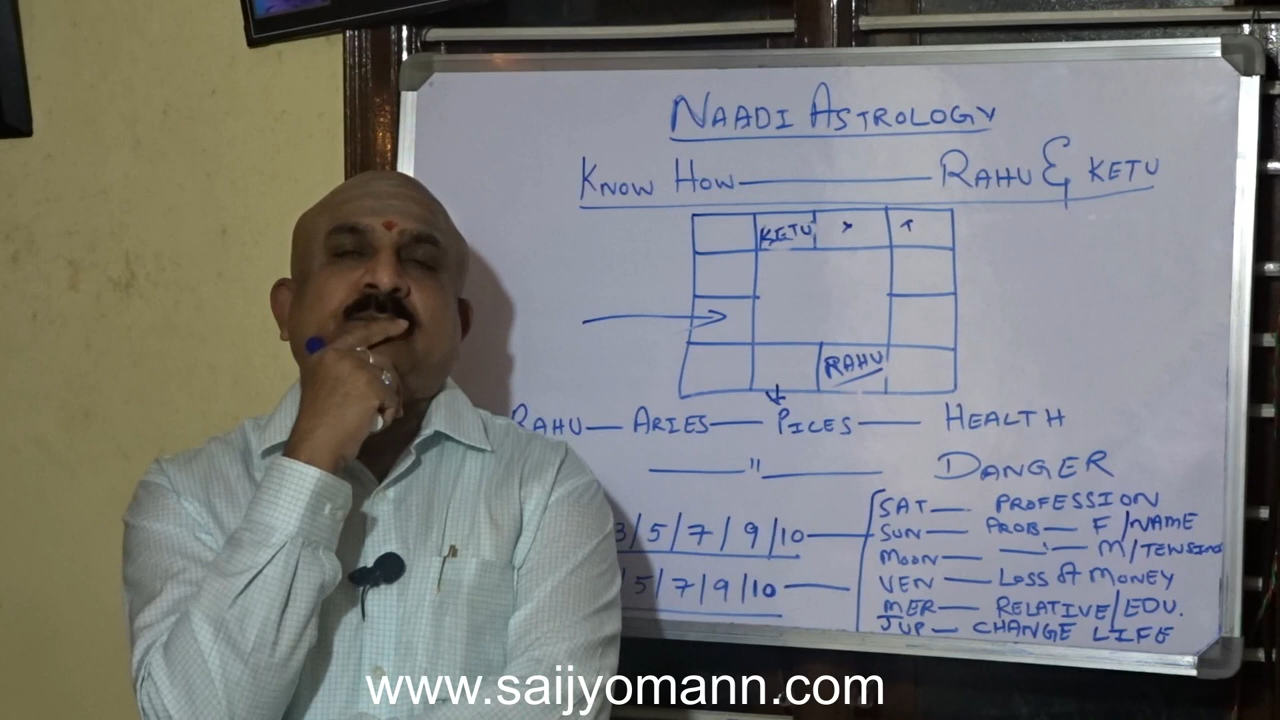 NAADI ASTROLOGY
KNOW HOW — RAHU & KETU
KETU
RAHU
RAHU — ARIES — PICES — HEALTH
— " — DANGER
3/5/7/9/10 —
/5/7/9/10 —
SAT — PROFESSION
SUN — PROB — F/NAME
MOON — " — M/TENSION
VEN — LOSS OF MONEY
MER — RELATIVE/EDU.
JUP — CHANGE LIFE
www.saijyomann.com